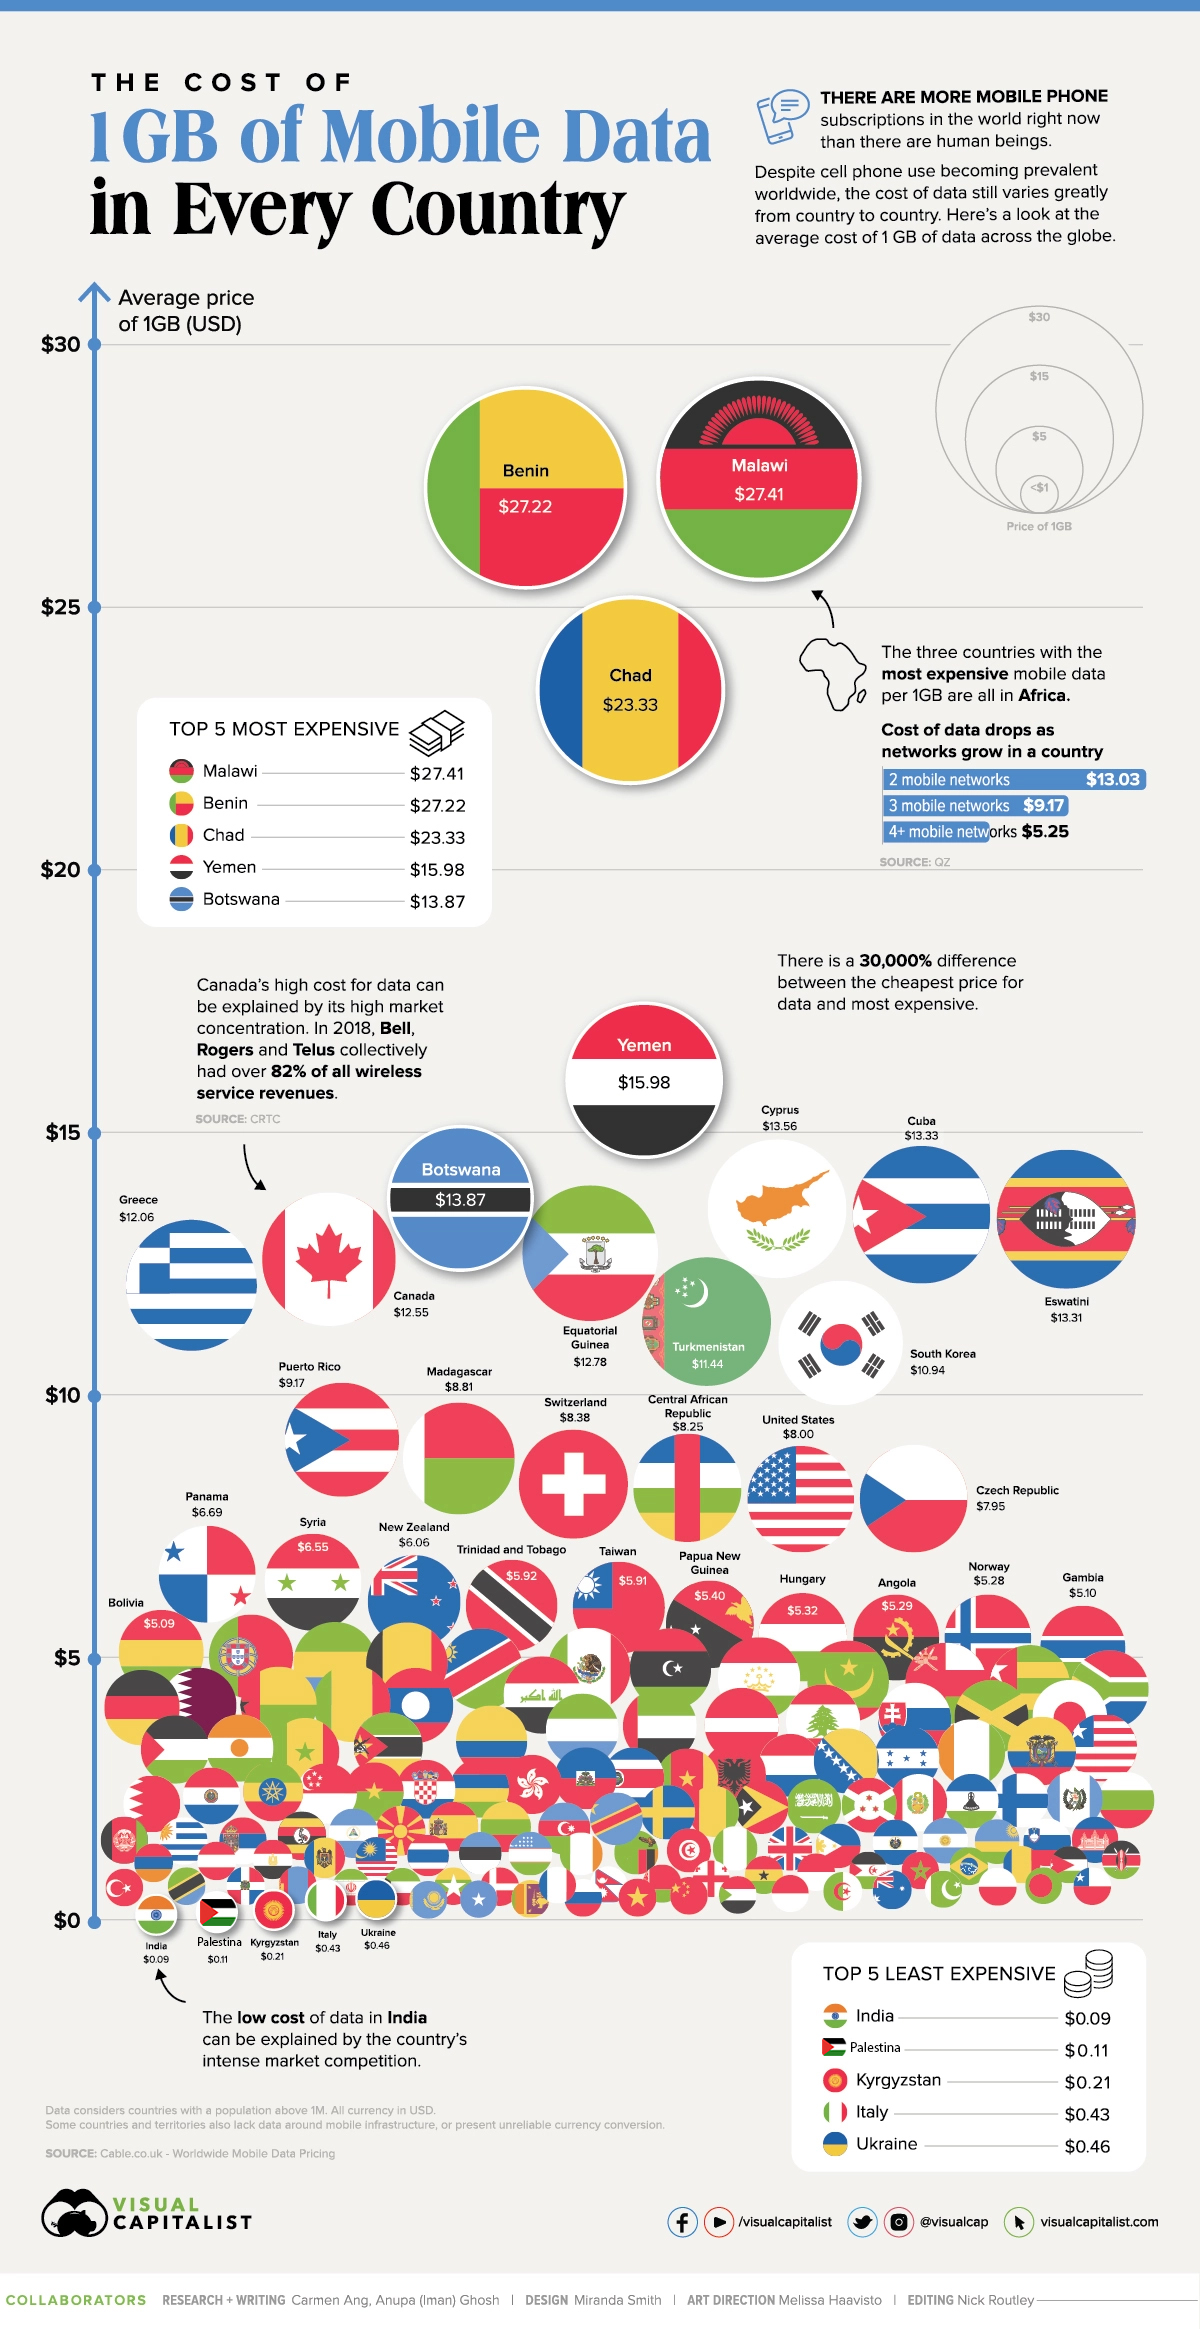 THE COST OF
1 GB of Mobile Data
in Every Country
THERE ARE MORE MOBILE PHONE
subscriptions in the world right now
than there are human beings.
Despite cell phone use becoming prevalent
worldwide, the cost of data still varies greatly
from country to country. Here's a look at the
average cost of 1 GB of data across the globe.
Average price
of 1GB (USD)
$30
$30
$15
$5
<$1
Price of 1GB
Benin
$27.22
Malawi
$27.41
$25
Chad
$23.33
The three countries with the
most expensive mobile data
per 1GB are all in Africa.
Cost of data drops as
networks grow in a country
2 mobile networks $13.03
3 mobile networks $9.17
4+ mobile networks $5.25
SOURCE: QZ
TOP 5 MOST EXPENSIVE
Malawi $27.41
Benin $27.22
Chad $23.33
Yemen $15.98
Botswana $13.87
$20
Canada's high cost for data can
be explained by its high market
concentration. In 2018, Bell,
Rogers and Telus collectively
had over 82% of all wireless
service revenues.
SOURCE: CRTC
There is a 30,000% difference
between the cheapest price for
data and most expensive.
Yemen
$15.98
$15
Cyprus
$13.56
Cuba
$13.33
Botswana
$13.87
Greece
$12.06
Canada
$12.55
Equatorial
Guinea
$12.78
Turkmenistan
$11.44
Eswatini
$13.31
South Korea
$10.94
$10
Puerto Rico
$9.17
Madagascar
$8.81
Switzerland
$8.38
Central African
Republic
$8.25
United States
$8.00
Czech Republic
$7.95
Panama
$6.69
Syria
$6.55
New Zealand
$6.06
Trinidad and Tobago
$5.92
Taiwan
$5.91
Papua New
Guinea
$5.40
Hungary
$5.32
Angola
$5.29
Norway
$5.28
Gambia
$5.10
Bolivia
$5.09
$5
$0
India
$0.09
Palestina
$0.11
Kyrgyzstan
$0.21
Italy
$0.43
Ukraine
$0.46
The low cost of data in India
can be explained by the country's
intense market competition.
TOP 5 LEAST EXPENSIVE
India $0.09
Palestina $0.11
Kyrgyzstan $0.21
Italy $0.43
Ukraine $0.46
Data considers countries with a population above 1M. All currency in USD.
Some countries and territories also lack data around mobile infrastructure, or present unreliable currency conversion.
SOURCE: Cable.co.uk - Worldwide Mobile Data Pricing
VISUAL
CAPITALIST
/visualcapitalist @visualcap visualcapitalist.com
COLLABORATORS RESEARCH + WRITING Carmen Ang, Anupa (Iman) Ghosh | DESIGN Miranda Smith | ART DIRECTION Melissa Haavisto | EDITING Nick Routley